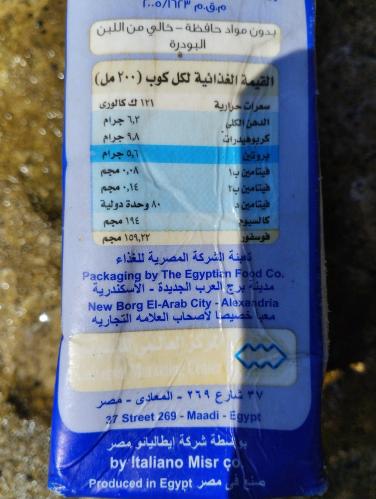 م.ق.م ٢٠٠٥/١٦٢٣
بدون مواد حافظة - خالي من اللبن
البودرة
القيمة الغذائية لكل كوب (٢٠٠ مل)
سعرات حرارية ١٢١ ك كالورى
الدهن الكلى ٦,٢ جرام
كربوهيدرات ٩,٨ جرام
بروتين ٥,٦ جرام
فيتامين ب١ ٠,٠٨ مجم
فيتامين ب٢ ٠,١٤ مجم
فيتامين د ٨٠ وحدة دولية
كالسيوم ١٩٤ مجم
فوسفور ١٥٩,٢٢ مجم
تعبئة الشركة المصرية للغذاء
Packaging by The Egyptian Food Co.
مدينة برج العرب الجديدة - الأسكندرية
New Borg El-Arab City - Alexandria
معبأ خصيصا لأصحاب العلامه التجاريه
٣٧ شارع ٢٦٩ - المعادى - مصر
37 Street 269 - Maadi - Egypt
بواسطة شركة إيطاليانو مصر
by Italiano Misr co.
Produced in Egypt صنع في مصر